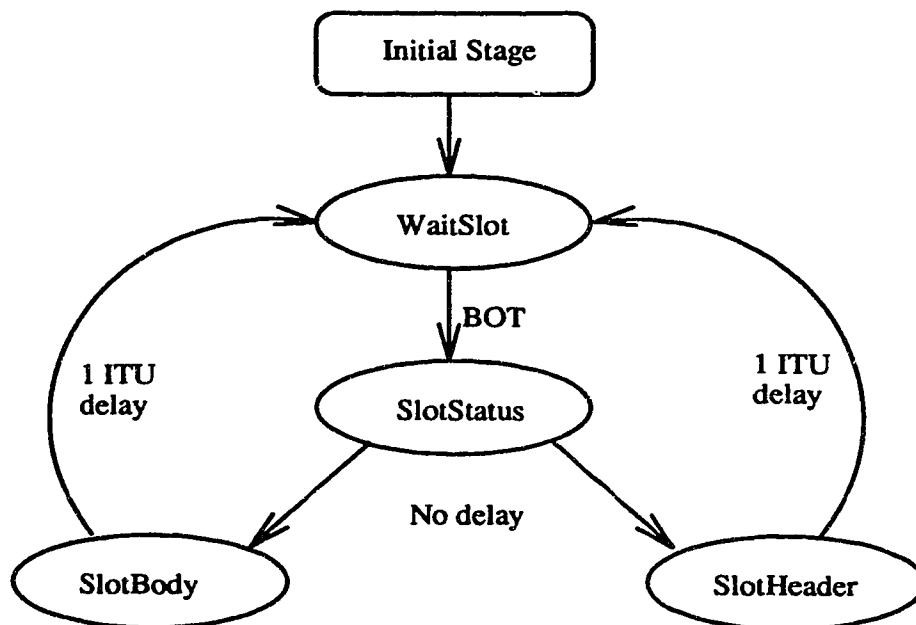 Initial Stage
WaitSlot
BOT
1 ITU
delay
1 ITU
delay
SlotStatus
No delay
SlotBody
SlotHeader